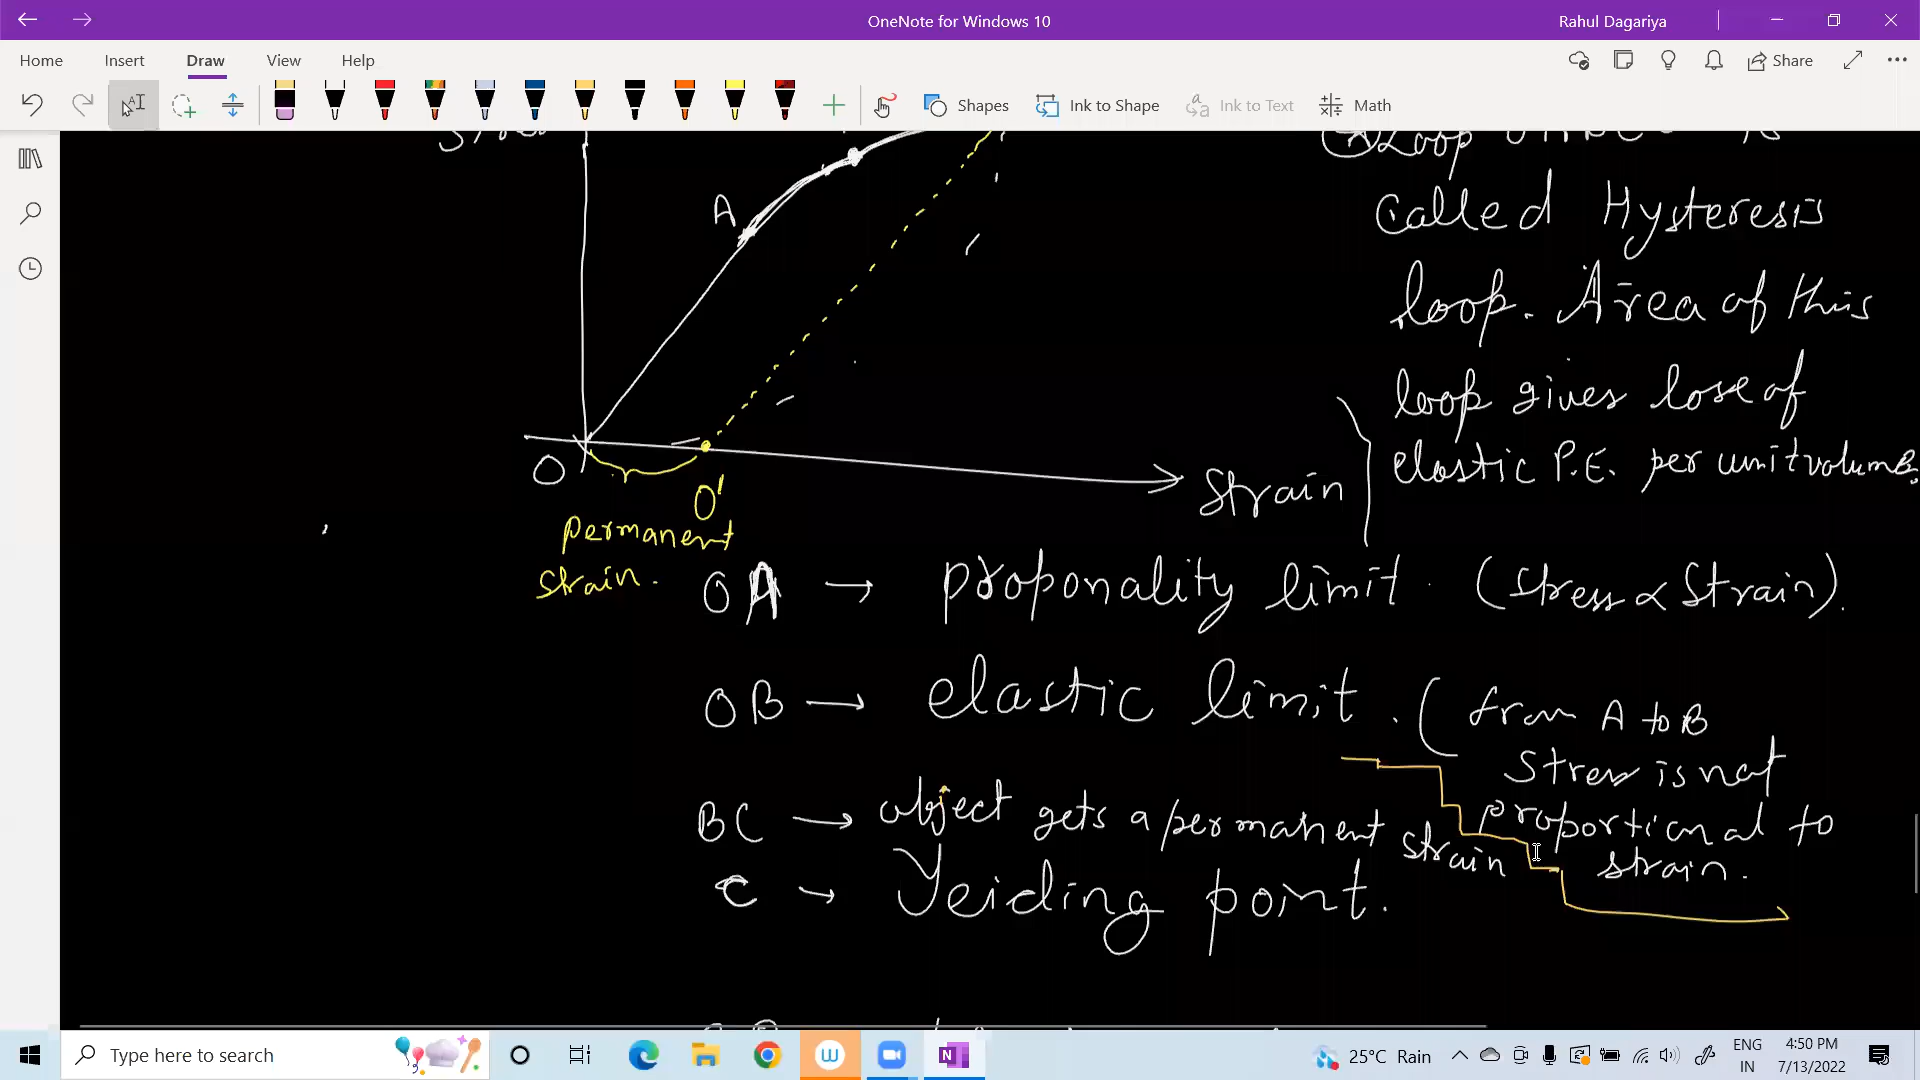 OneNote for Windows 10
Rahul Dagariya
Home Insert Draw View Help
Share
Shapes Ink to Shape Ink to Text Math
Loop
A
Called Hysteresis
loop. Area of this
loop gives lose of
elastic P.E. per unit volume.
O
O'
Strain
permanent
strain.
OA → proponality limit. (Stress ∝ Strain).
OB → elastic limit. (from A to B
Stress is not
proportional to
strain.
BC → object gets a permanent strain
C → Yeiding point.
Type here to search
25°C Rain
ENG
IN
4:50 PM
7/13/2022